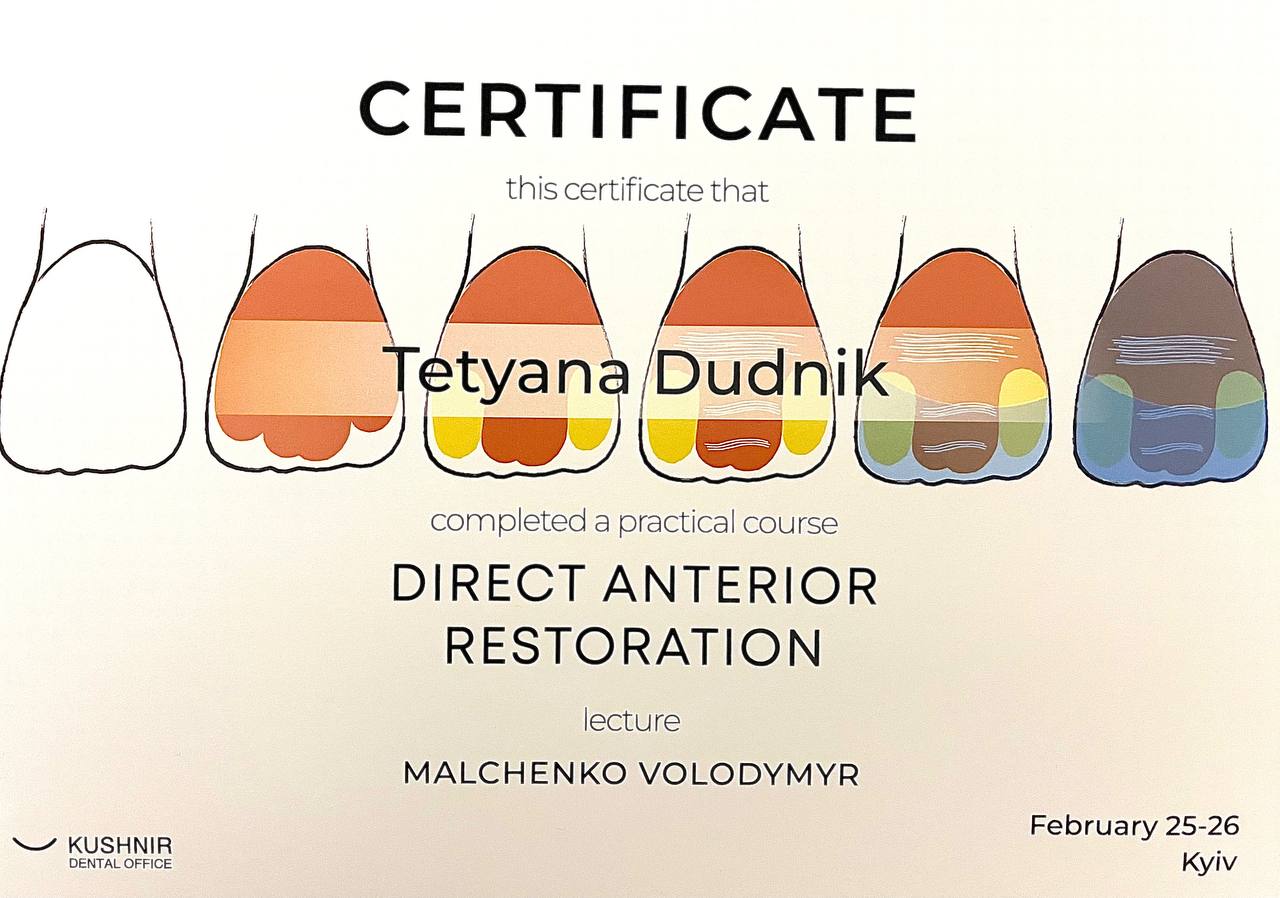 CERTIFICATE
this certificate that
Tetyana Dudnik
completed a practical course
DIRECT ANTERIOR
RESTORATION
lecture
MALCHENKO VOLODYMYR
February 25-26
Kyiv
KUSHNIR
DENTAL OFFICE